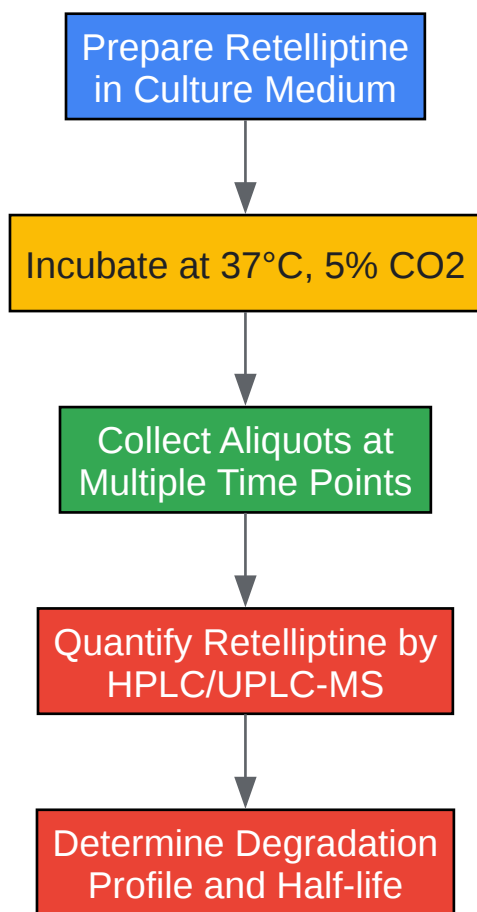 Prepare Retelliptine
in Culture Medium
Incubate at 37°C, 5% CO2
Collect Aliquots at
Multiple Time Points
Quantify Retelliptine by
HPLC/UPLC-MS
Determine Degradation
Profile and Half-life